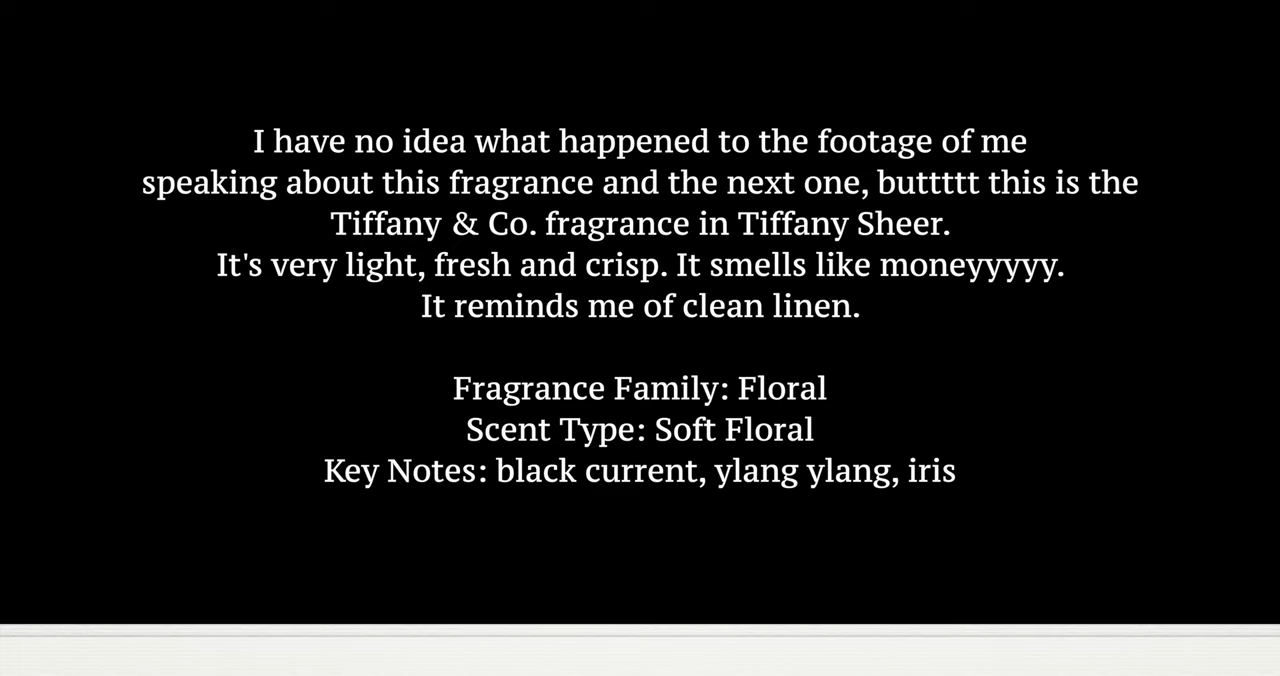 I have no idea what happened to the footage of me
speaking about this fragrance and the next one, buttttt this is the
Tiffany & Co. fragrance in Tiffany Sheer.
It's very light, fresh and crisp. It smells like moneyyyyy.
It reminds me of clean linen.
Fragrance Family: Floral
Scent Type: Soft Floral
Key Notes: black current, ylang ylang, iris